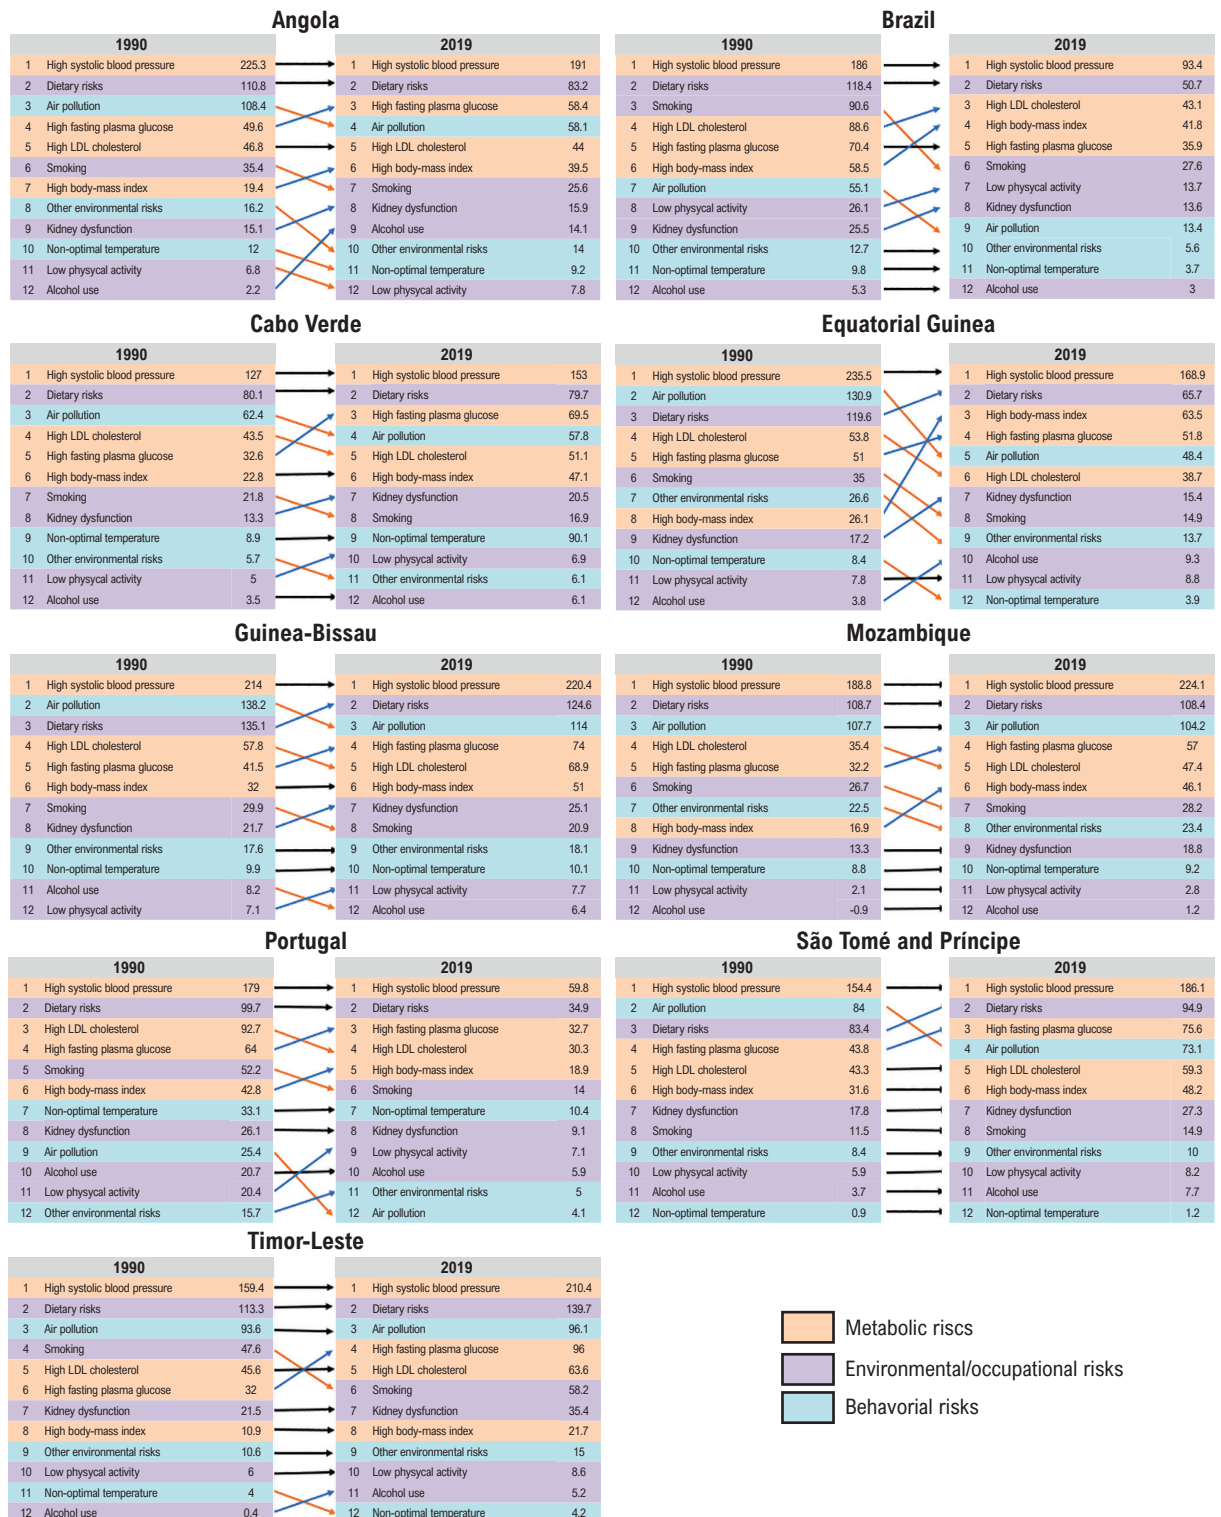 Angola
1990 2019
1 High systolic blood pressure 225.3 1 High systolic blood pressure 191
2 Dietary risks 110.8 2 Dietary risks 83.2
3 Air pollution 108.4 3 High fasting plasma glucose 58.4
4 High fasting plasma glucose 49.6 4 Air pollution 58.1
5 High LDL cholesterol 46.8 5 High LDL cholesterol 44
6 Smoking 35.4 6 High body-mass index 39.5
7 High body-mass index 19.4 7 Smoking 25.6
8 Other environmental risks 16.2 8 Kidney dysfunction 15.9
9 Kidney dysfunction 15.1 9 Alcohol use 14.1
10 Non-optimal temperature 12 10 Other environmental risks 14
11 Low physycal activity 6.8 11 Non-optimal temperature 9.2
12 Alcohol use 2.2 12 Low physycal activity 7.8
Brazil
1990 2019
1 High systolic blood pressure 186 1 High systolic blood pressure 93.4
2 Dietary risks 118.4 2 Dietary risks 50.7
3 Smoking 90.6 3 High LDL cholesterol 43.1
4 High LDL cholesterol 88.6 4 High body-mass index 41.8
5 High fasting plasma glucose 70.4 5 High fasting plasma glucose 35.9
6 High body-mass index 58.5 6 Smoking 27.6
7 Air pollution 55.1 7 Low physycal activity 13.7
8 Low physycal activity 26.1 8 Kidney dysfunction 13.6
9 Kidney dysfunction 25.5 9 Air pollution 13.4
10 Other environmental risks 12.7 10 Other environmental risks 5.6
11 Non-optimal temperature 9.8 11 Non-optimal temperature 3.7
12 Alcohol use 5.3 12 Alcohol use 3
Cabo Verde
1990 2019
1 High systolic blood pressure 127 1 High systolic blood pressure 153
2 Dietary risks 80.1 2 Dietary risks 79.7
3 Air pollution 62.4 3 High fasting plasma glucose 69.5
4 High LDL cholesterol 43.5 4 Air pollution 57.8
5 High fasting plasma glucose 32.6 5 High LDL cholesterol 51.1
6 High body-mass index 22.8 6 High body-mass index 47.1
7 Smoking 21.8 7 Kidney dysfunction 20.5
8 Kidney dysfunction 13.3 8 Smoking 16.9
9 Non-optimal temperature 8.9 9 Non-optimal temperature 90.1
10 Other environmental risks 5.7 10 Low physycal activity 6.9
11 Low physycal activity 5 11 Other environmental risks 6.1
12 Alcohol use 3.5 12 Alcohol use 6.1
Equatorial Guinea
1990 2019
1 High systolic blood pressure 235.5 1 High systolic blood pressure 168.9
2 Air pollution 130.9 2 Dietary risks 65.7
3 Dietary risks 119.6 3 High body-mass index 63.5
4 High LDL cholesterol 53.8 4 High fasting plasma glucose 51.8
5 High fasting plasma glucose 51 5 Air pollution 48.4
6 Smoking 35 6 High LDL cholesterol 38.7
7 Other environmental risks 26.6 7 Kidney dysfunction 15.4
8 High body-mass index 26.1 8 Smoking 14.9
9 Kidney dysfunction 17.2 9 Other environmental risks 13.7
10 Non-optimal temperature 8.4 10 Alcohol use 9.3
11 Low physycal activity 7.8 11 Low physycal activity 8.8
12 Alcohol use 3.8 12 Non-optimal temperature 3.9
Guinea-Bissau
1990 2019
1 High systolic blood pressure 214 1 High systolic blood pressure 220.4
2 Air pollution 138.2 2 Dietary risks 124.6
3 Dietary risks 135.1 3 Air pollution 114
4 High LDL cholesterol 57.8 4 High fasting plasma glucose 74
5 High fasting plasma glucose 41.5 5 High LDL cholesterol 68.9
6 High body-mass index 32 6 High body-mass index 51
7 Smoking 29.9 7 Kidney dysfunction 25.1
8 Kidney dysfunction 21.7 8 Smoking 20.9
9 Other environmental risks 17.6 9 Other environmental risks 18.1
10 Non-optimal temperature 9.9 10 Non-optimal temperature 10.1
11 Alcohol use 8.2 11 Low physycal activity 7.7
12 Low physycal activity 7.1 12 Alcohol use 6.4
Mozambique
1990 2019
1 High systolic blood pressure 188.8 1 High systolic blood pressure 224.1
2 Dietary risks 108.7 2 Dietary risks 108.4
3 Air pollution 107.7 3 Air pollution 104.2
4 High LDL cholesterol 35.4 4 High fasting plasma glucose 57
5 High fasting plasma glucose 32.2 5 High LDL cholesterol 47.4
6 Smoking 26.7 6 High body-mass index 46.1
7 Other environmental risks 22.5 7 Smoking 28.2
8 High body-mass index 16.9 8 Other environmental risks 23.4
9 Kidney dysfunction 13.3 9 Kidney dysfunction 18.8
10 Non-optimal temperature 8.8 10 Non-optimal temperature 9.2
11 Low physycal activity 2.1 11 Low physycal activity 2.8
12 Alcohol use -0.9 12 Alcohol use 1.2
Portugal
1990 2019
1 High systolic blood pressure 179 1 High systolic blood pressure 59.8
2 Dietary risks 99.7 2 Dietary risks 34.9
3 High LDL cholesterol 92.7 3 High fasting plasma glucose 32.7
4 High fasting plasma glucose 64 4 High LDL cholesterol 30.3
5 Smoking 52.2 5 High body-mass index 18.9
6 High body-mass index 42.8 6 Smoking 14
7 Non-optimal temperature 33.1 7 Non-optimal temperature 10.4
8 Kidney dysfunction 26.1 8 Kidney dysfunction 9.1
9 Air pollution 25.4 9 Low physycal activity 7.1
10 Alcohol use 20.7 10 Alcohol use 5.9
11 Low physycal activity 20.4 11 Other environmental risks 5
12 Other environmental risks 15.7 12 Air pollution 4.1
São Tomé and Príncipe
1990 2019
1 High systolic blood pressure 154.4 1 High systolic blood pressure 186.1
2 Air pollution 84 2 Dietary risks 94.9
3 Dietary risks 83.4 3 High fasting plasma glucose 75.6
4 High fasting plasma glucose 43.8 4 Air pollution 73.1
5 High LDL cholesterol 43.3 5 High LDL cholesterol 59.3
6 High body-mass index 31.6 6 High body-mass index 48.2
7 Kidney dysfunction 17.8 7 Kidney dysfunction 27.3
8 Smoking 11.5 8 Smoking 14.9
9 Other environmental risks 8.4 9 Other environmental risks 10
10 Low physycal activity 5.9 10 Low physycal activity 8.2
11 Alcohol use 3.7 11 Alcohol use 7.7
12 Non-optimal temperature 0.9 12 Non-optimal temperature 1.2
Timor-Leste
1990 2019
1 High systolic blood pressure 159.4 1 High systolic blood pressure 210.4
2 Dietary risks 113.3 2 Dietary risks 139.7
3 Air pollution 93.6 3 Air pollution 96.1
4 Smoking 47.6 4 High fasting plasma glucose 96
5 High LDL cholesterol 45.6 5 High LDL cholesterol 63.6
6 High fasting plasma glucose 32 6 Smoking 58.2
7 Kidney dysfunction 21.5 7 Kidney dysfunction 35.4
8 High body-mass index 10.9 8 High body-mass index 21.7
9 Other environmental risks 10.6 9 Other environmental risks 15
10 Low physycal activity 6 10 Low physycal activity 8.6
11 Non-optimal temperature 4 11 Alcohol use 5.2
12 Alcohol use 0.4 12 Non-optimal temperature 4.2
Metabolic riscs
Environmental/occupational risks
Behavorial risks